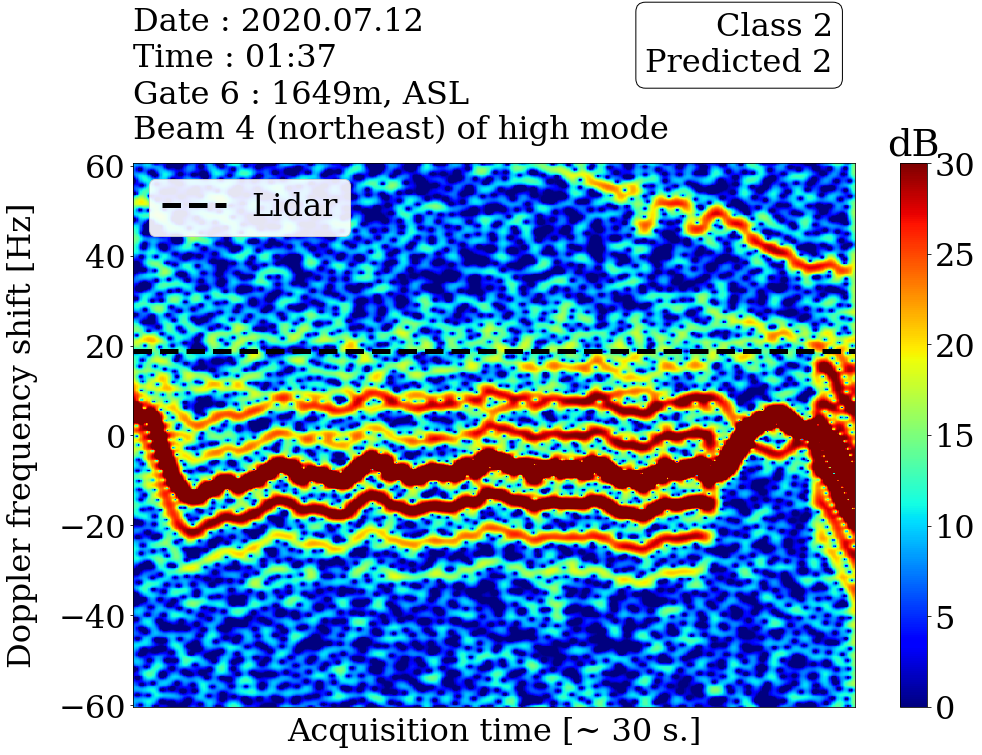 Date : 2020.07.12
Time : 01:37
Gate 6 : 1649m, ASL
Beam 4 (northeast) of high mode
Class 2
Predicted 2
dB
Lidar
Doppler frequency shift [Hz]
60
40
20
0
−20
−40
−60
30
25
20
15
10
5
0
Acquisition time [~ 30 s.]